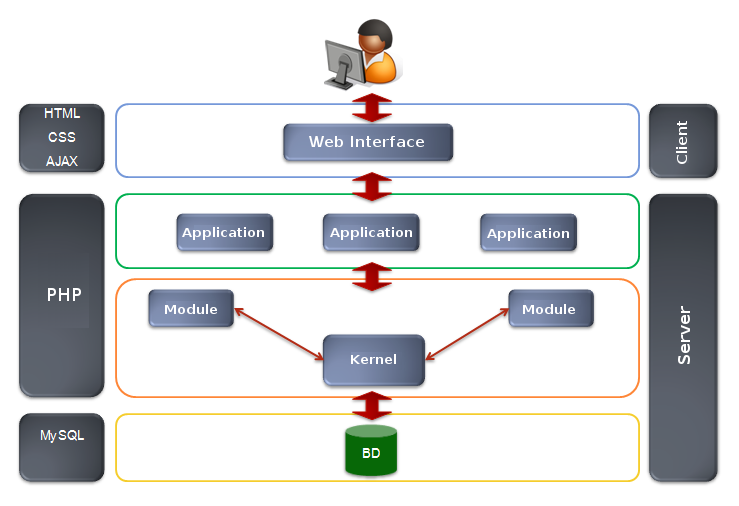 HTML
CSS
AJAX
Web Interface
Client
PHP
Application
Application
Application
Module
Module
Kernel
Server
MySQL
BD